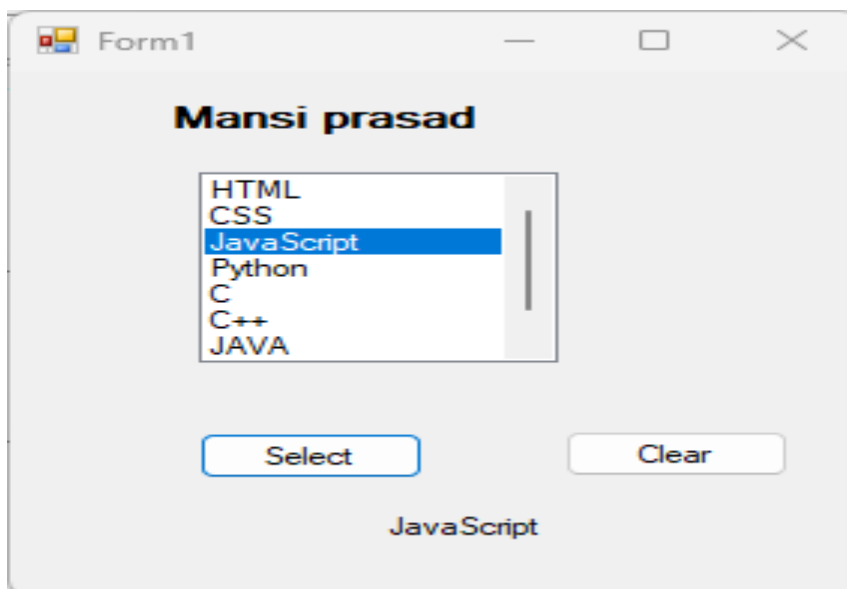 Form1
Mansi prasad
HTML
CSS
JavaScript
Python
C
C++
JAVA
Select Clear
JavaScript